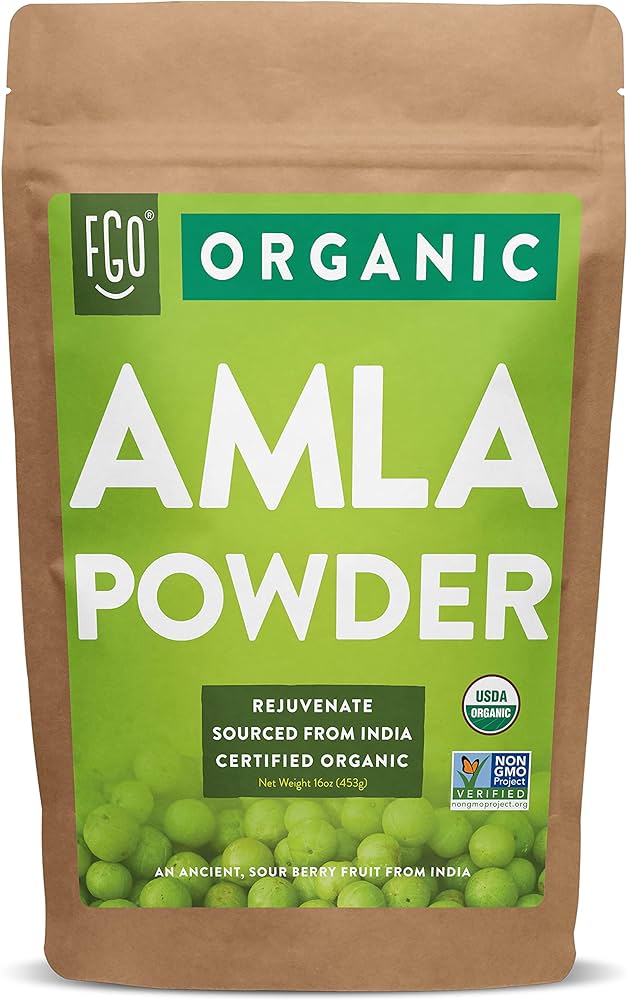 FGO®
ORGANIC
AMLA
POWDER
REJUVENATE
SOURCED FROM INDIA
CERTIFIED ORGANIC
Net Weight 16oz (453g)
USDA
ORGANIC
NON
GMO
Project
VERIFIED
nongmoproject.org
AN ANCIENT, SOUR BERRY FRUIT FROM INDIA